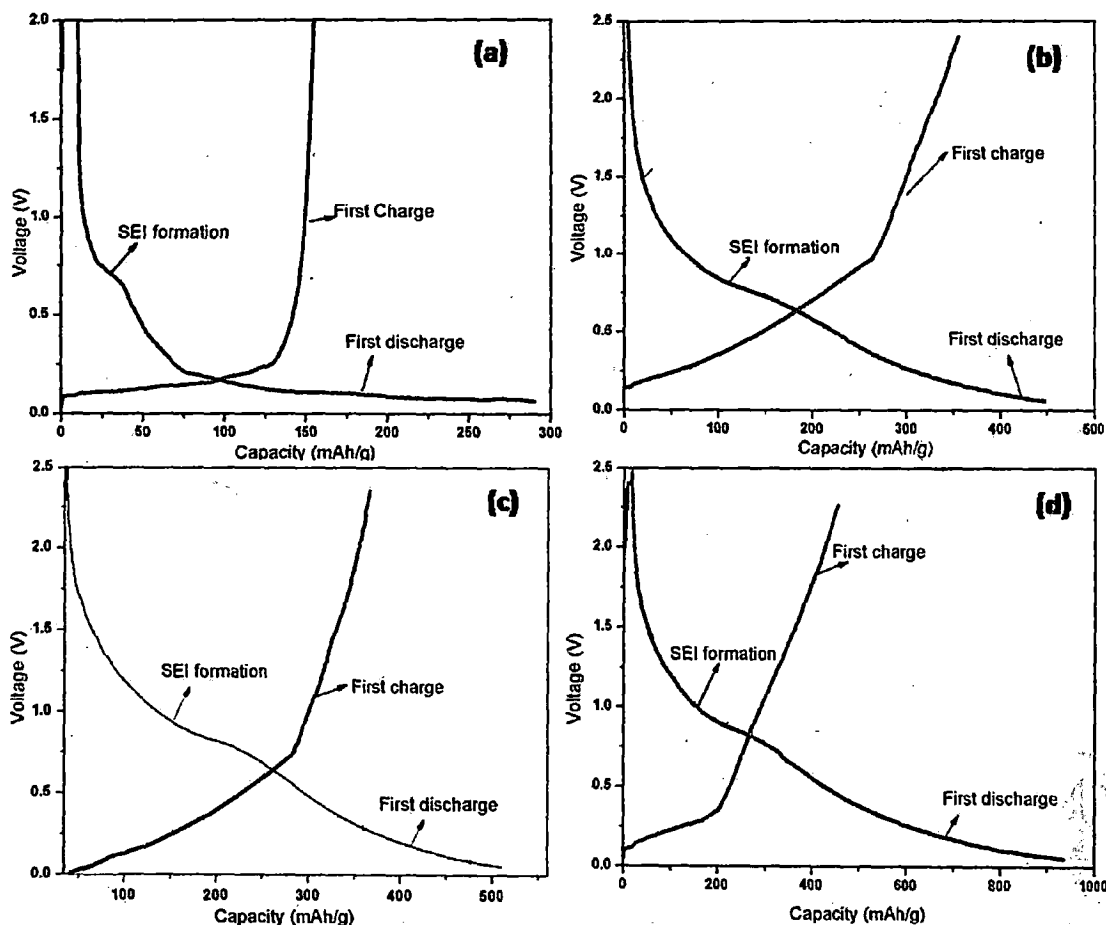 (a)
2.0
1.5
1.0
0.5
0.0
Voltage (V)
SEI formation
First Charge
First discharge
0 50 100 150 200 250 300
Capacity (mAh/g)
(b)
2.5
2.0
1.5
1.0
0.5
0.0
Voltage (V)
First charge
SEI formation
First discharge
0 100 200 300 400 500
Capacity (mAh/g)
(c)
2.5
2.0
1.5
1.0
0.5
0.0
Voltage (V)
SEI formation
First charge
First discharge
100 200 300 400 500
Capacity (mAh/g)
(d)
2.5
2.0
1.5
1.0
0.5
0.0
Voltage (V)
First charge
SEI formation
First discharge
0 200 400 600 800 1000
Capacity (mAh/g)